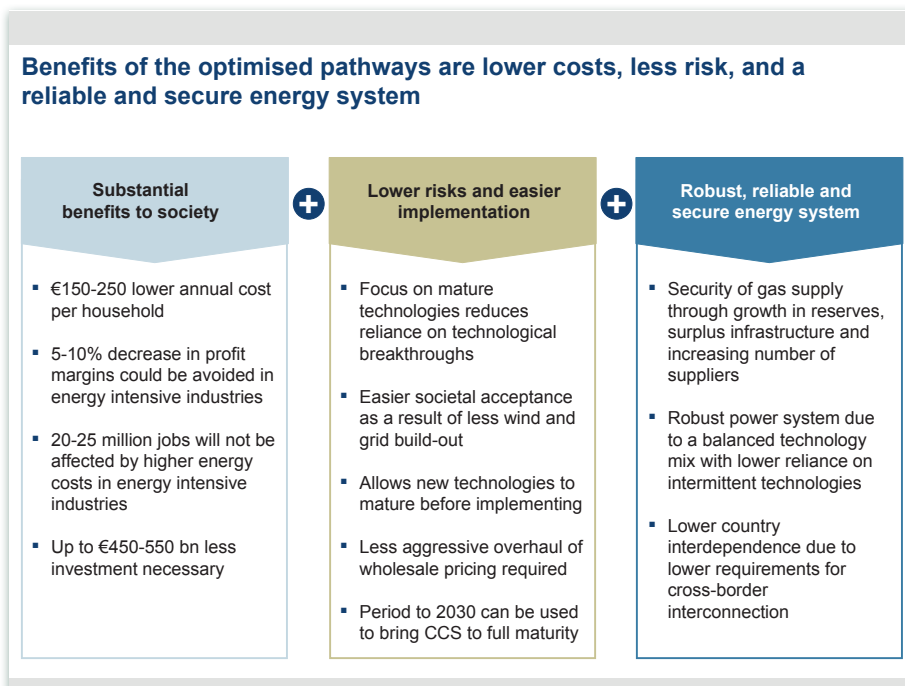 Benefits of the optimised pathways are lower costs, less risk, and a
reliable and secure energy system
Substantial
benefits to society
▪ €150-250 lower annual cost
per household
▪ 5-10% decrease in profit
margins could be avoided in
energy intensive industries
▪ 20-25 million jobs will not be
affected by higher energy
costs in energy intensive
industries
▪ Up to €450-550 bn less
investment necessary
+
Lower risks and easier
implementation
▪ Focus on mature
technologies reduces
reliance on technological
breakthroughs
▪ Easier societal acceptance
as a result of less wind and
grid build-out
▪ Allows new technologies to
mature before implementing
▪ Less aggressive overhaul of
wholesale pricing required
▪ Period to 2030 can be used
to bring CCS to full maturity
+
Robust, reliable and
secure energy system
▪ Security of gas supply
through growth in reserves,
surplus infrastructure and
increasing number of
suppliers
▪ Robust power system due
to a balanced technology
mix with lower reliance on
intermittent technologies
▪ Lower country
interdependence due to
lower requirements for
cross-border
interconnection